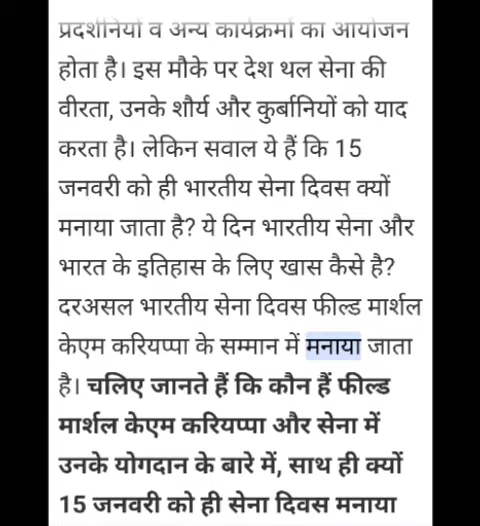 प्रदर्शनियों व अन्य कार्यक्रमों का आयोजन
होता है। इस मौके पर देश थल सेना की
वीरता, उनके शौर्य और कुर्बानियों को याद
करता है। लेकिन सवाल ये हैं कि 15
जनवरी को ही भारतीय सेना दिवस क्यों
मनाया जाता है? ये दिन भारतीय सेना और
भारत के इतिहास के लिए खास कैसे है?
दरअसल भारतीय सेना दिवस फील्ड मार्शल
केएम करियप्पा के सम्मान में मनाया जाता
है। चलिए जानते हैं कि कौन हैं फील्ड
मार्शल केएम करियप्पा और सेना में
उनके योगदान के बारे में, साथ ही क्यों
15 जनवरी को ही सेना दिवस मनाया